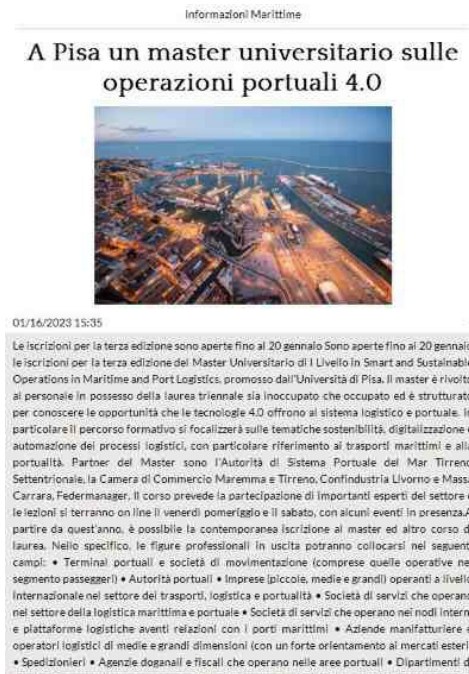 Informazioni Marittime
A Pisa un master universitario sulle
operazioni portuali 4.0
01/16/2023 15:35
Le iscrizioni per la terza edizione sono aperte fino al 20 gennaio Sono aperte fino al 20 gennaio
le iscrizioni per la terza edizione del Master Universitario di I Livello in Smart and Sustainable
Operations in Maritime and Port Logistics, promosso dall'Università di Pisa. Il master è rivolto
al personale in possesso della laurea triennale sia inoccupato che occupato ed è strutturato
per conoscere le opportunità che le tecnologie 4.0 offrono al sistema logistico e portuale. In
particolare il percorso formativo si focalizzerà sulle tematiche sostenibilità, digitalizzazione e
automazione dei processi logistici, con particolare riferimento ai trasporti marittimi e alla
portualità. Partner del Master sono l'Autorità di Sistema Portuale del Mar Tirreno
Settentrionale, la Camera di Commercio Maremma e Tirreno, Confindustria Livorno e Massa
Carrara, Federmanager. Il corso prevede la partecipazione di importanti esperti del settore e
le lezioni si terranno on line il venerdì pomeriggio e il sabato, con alcuni eventi in presenza.A
partire da quest'anno, è possibile la contemporanea iscrizione al master ed altro corso di
laurea. Nello specifico, le figure professionali in uscita potranno collocarsi nei seguenti
campi: • Terminal portuali e società di movimentazione (comprese quelle operative nel
segmento passeggeri) • Autorità portuali • Imprese (piccole, medie e grandi) operanti a livello
internazionale nel settore dei trasporti, logistica e portualità • Società di servizi che operano
nel settore della logistica marittima e portuale • Società di servizi che operano nei nodi interni
e piattaforme logistiche aventi relazioni con i porti marittimi • Aziende manifatturiere e
operatori logistici di medie e grandi dimensioni (con un forte orientamento ai mercati esteri)
• Spedizionieri • Agenzie doganali e fiscali che operano nelle aree portuali • Dipartimenti di